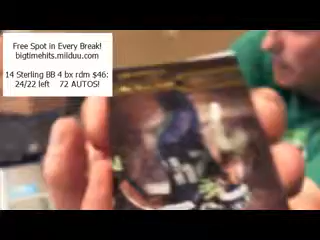 Free Spot in Every Break!
bigtimehits.miiduu.com
14 Sterling BB 4 bx rdm $46:
24/22 left 72 AUTOS!